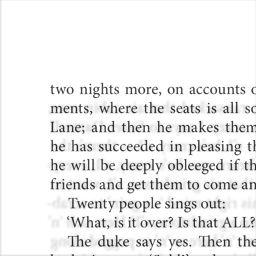 two nights more, on accounts o
ments, where the seats is all so
Lane; and then he makes them
he has succeeded in pleasing th
he will be deeply obleeged if th
friends and get them to come an
Twenty people sings out:
‘What, is it over? Is that ALL?
The duke says yes. Then the